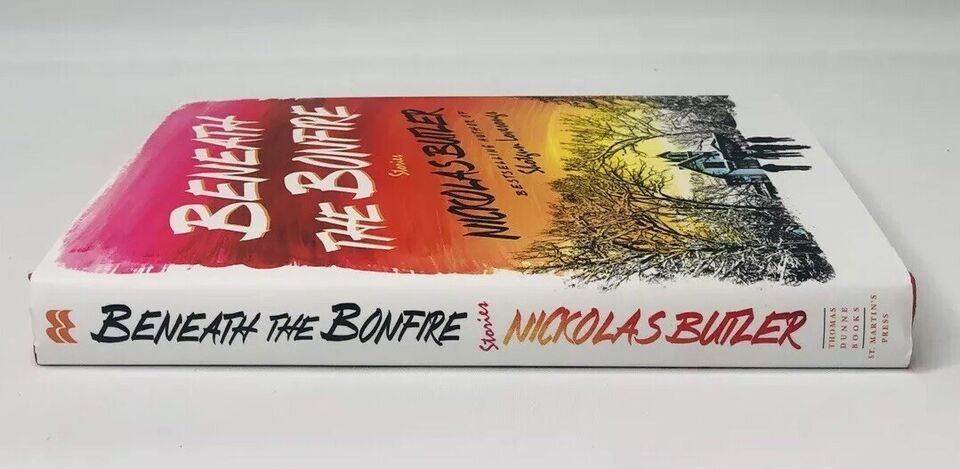 BENEATH
THE BONFIRE
Stories
NICKOLAS BUTLER
BESTSELLING AUTHOR OF
Shotgun Lovesongs
BENEATH THE BONFIRE
Stories
NICKOLAS BUTLER
THOMAS
DUNNE
BOOKS
ST. MARTIN'S
PRESS